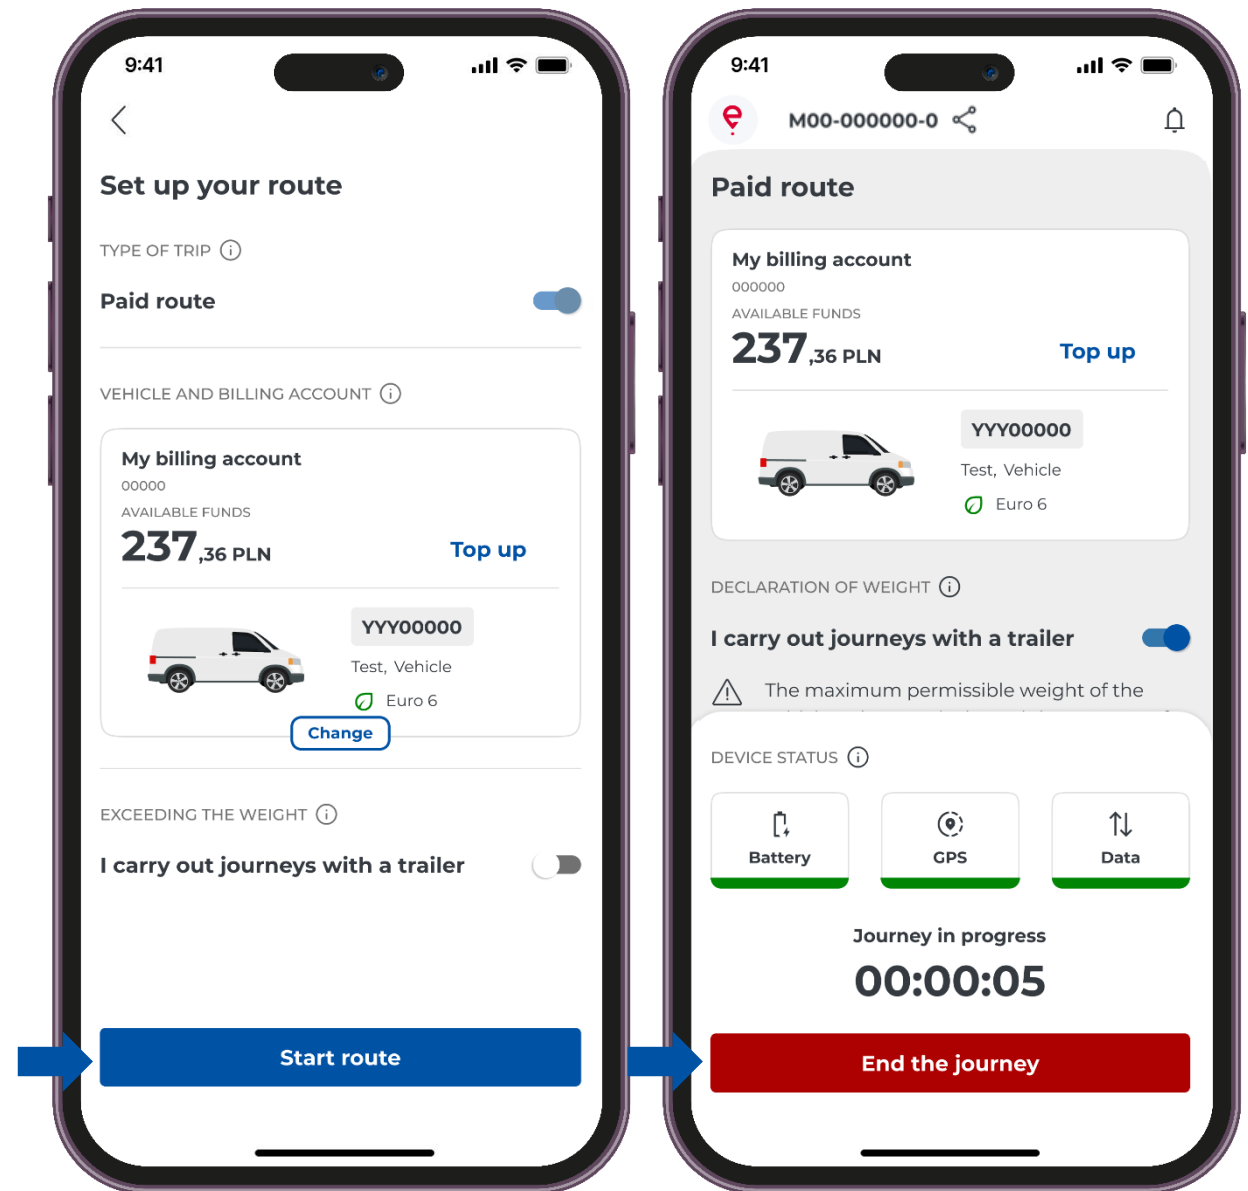 9:41
Set up your route
TYPE OF TRIP
Paid route
VEHICLE AND BILLING ACCOUNT
My billing account
00000
AVAILABLE FUNDS
237,36 PLN
Top up
YYY00000
Test, Vehicle
Euro 6
Change
EXCEEDING THE WEIGHT
I carry out journeys with a trailer
Start route
9:41
M00-000000-0
Paid route
My billing account
000000
AVAILABLE FUNDS
237,36 PLN
Top up
YYY00000
Test, Vehicle
Euro 6
DECLARATION OF WEIGHT
I carry out journeys with a trailer
The maximum permissible weight of the
DEVICE STATUS
Battery
GPS
Data
Journey in progress
00:00:05
End the journey